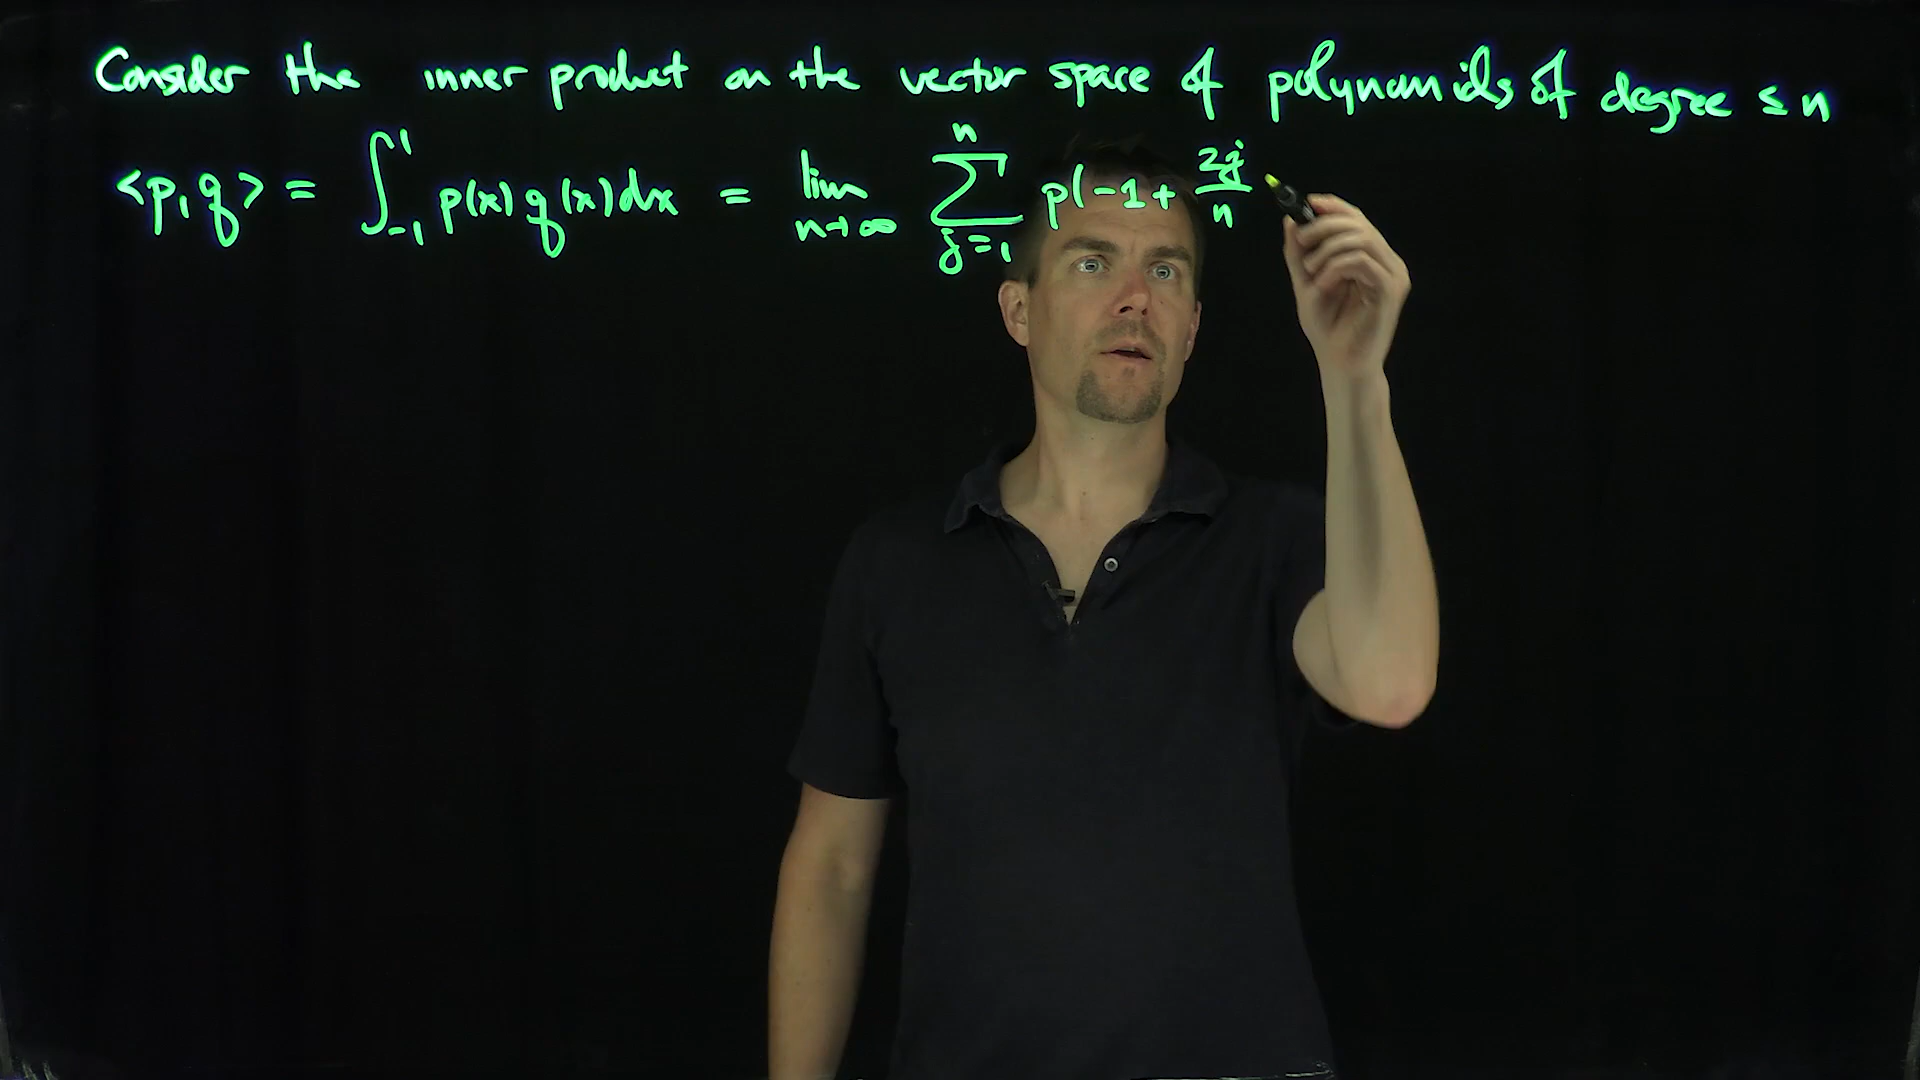 Consider the inner product on the vector space of polynomials of degree ≤ n
<p,q> = ∫_{-1}^{1} p(x) q(x) dx = lim_{n→∞} ∑_{j=1}^{n} p(-1 + 2j/n